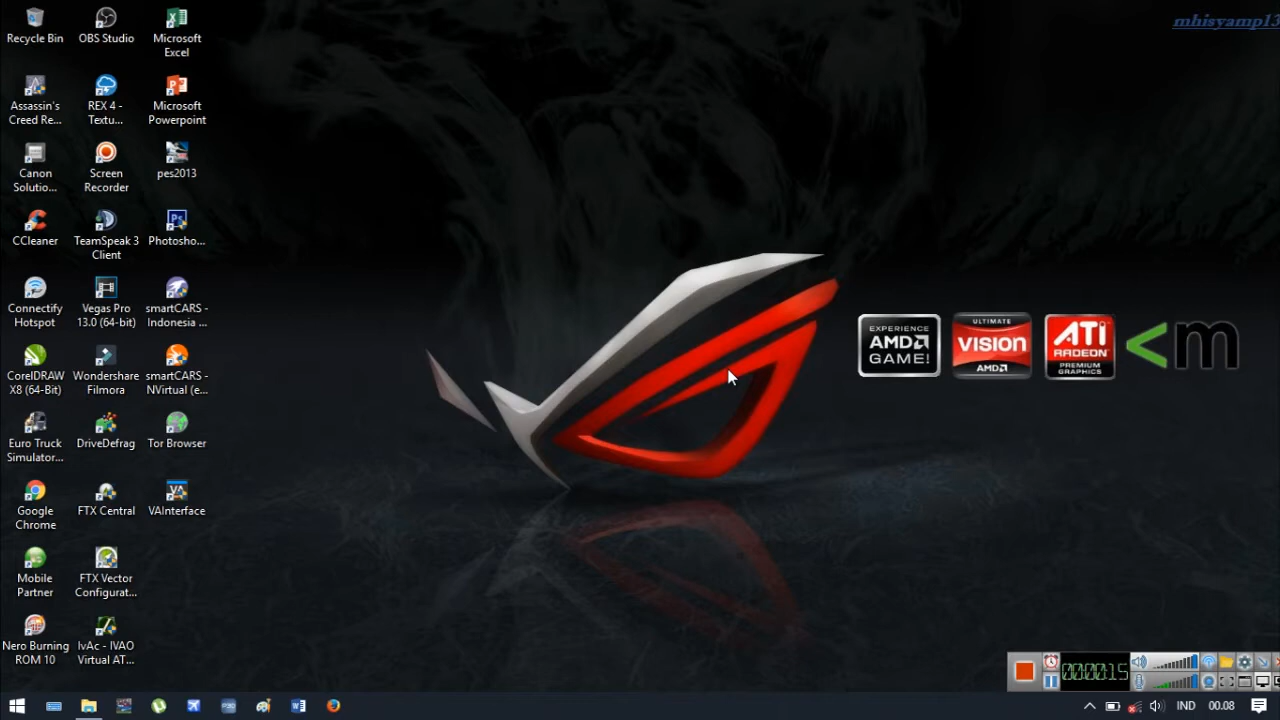 Recycle Bin
OBS Studio
Microsoft
Excel
Assassin's
Creed Re...
REX 4 -
Textu...
Microsoft
Powerpoint
Canon
Solutio...
Screen
Recorder
pes2013
CCleaner
TeamSpeak 3
Client
Photosho...
Connectify
Hotspot
Vegas Pro
13.0 (64-bit)
smartCARS -
Indonesia ...
CorelDRAW
X8 (64-Bit)
Wondershare
Filmora
smartCARS -
NVirtual (e...
Euro Truck
Simulator...
DriveDefrag
Tor Browser
Google
Chrome
FTX Central
VAInterface
Mobile
Partner
FTX Vector
Configurat...
Nero Burning
ROM 10
IvAc - IVAO
Virtual AT...
mhisyamp13
EXPERIENCE
AMD
GAME!
ULTIMATE
VISION
AMD
ATI
RADEON
PREMIUM
GRAPHICS
<m
000015
IND
00.08